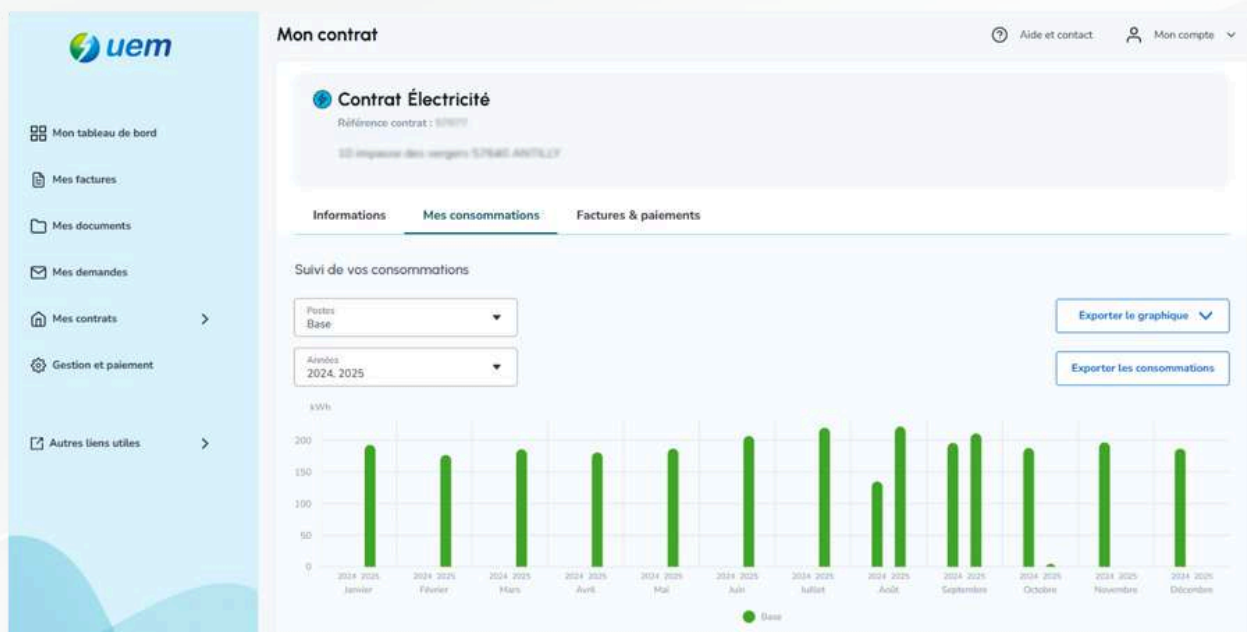 uem
Mon contrat
Aide et contact
Mon compte
Mon tableau de bord
Mes factures
Mes documents
Mes demandes
Mes contrats
Gestion et paiement
Autres liens utiles
Contrat Électricité
Référence contrat :
Informations Mes consommations Factures & paiements
Suivi de vos consommations
Postes
Base
Années
2024, 2025
Exporter le graphique
Exporter les consommations
kWh
200
150
100
50
0
2024 2025 2024 2025 2024 2025 2024 2025 2024 2025 2024 2025 2024 2025 2024 2025 2024 2025 2024 2025 2024 2025 2024 2025
Janvier Février Mars Avril Mai Juin Juillet Août Septembre Octobre Novembre Décembre
Base